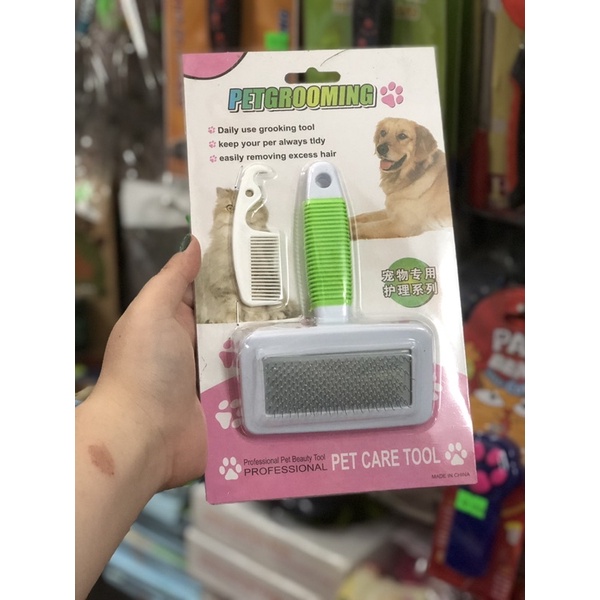 PETGROOMING
Daily use grooking tool
keep your per always tidy
easily removing excess hair
宠物专用
护理系列
Professional Pet Beauty Tool
PROFESSIONAL PET CARE TOOL
MADE IN CHINA